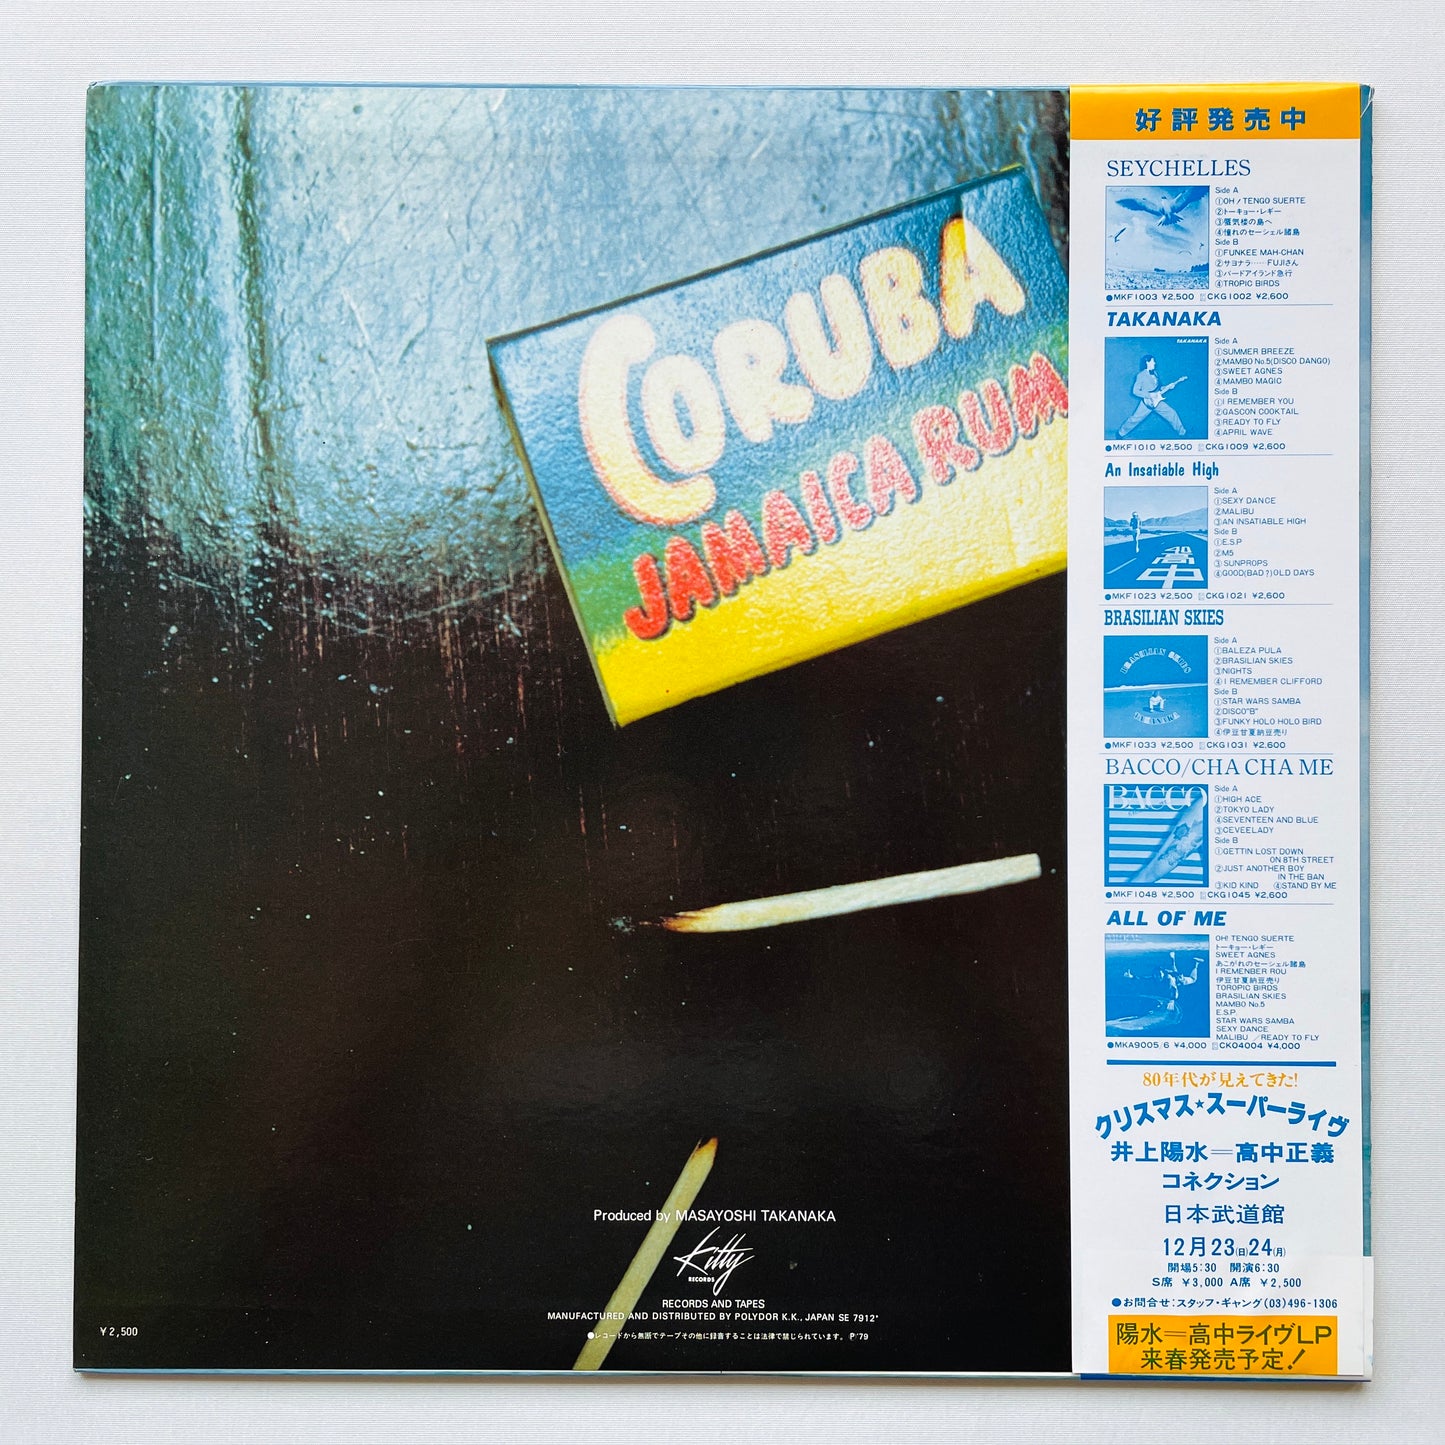 CORUBA
JAMAICA RUM
Produced by MASAYOSHI TAKANAKA
Kitty
RECORDS
RECORDS AND TAPES
MANUFACTURED AND DISTRIBUTED BY POLYDOR K.K., JAPAN SE 7912*
●レコードから無断でテープその他に録音することは法律で禁じられています。Ⓟ'79
¥2,500
好評発売中
SEYCHELLES
Side A
①OH! TENGO SUERTE
②トーキョー・レギー
③蜃気楼の島へ
④憧れのセーシェル諸島
Side B
①FUNKEE MAH-CHAN
②サヨナラ……FUJIさん
③バードアイランド急行
④TROPIC BIRDS
●MKF1003 ¥2,500 CKG1002 ¥2,600
TAKANAKA
TAKANAKA
Side A
①SUMMER BREEZE
②MAMBO No.5(DISCO DANGO)
③SWEET AGNES
④MAMBO MAGIC
Side B
①I REMEMBER YOU
②GASCON COOKTAIL
③READY TO FLY
④APRIL WAVE
●MKF1010 ¥2,500 CKG1009 ¥2,600
An Insatiable High
高中
Side A
①SEXY DANCE
②MALIBU
③AN INSATIABLE HIGH
Side B
①E.S.P
②M5
③SUNPROPS
④GOOD(BAD?)OLD DAYS
●MKF1023 ¥2,500 CKG1021 ¥2,600
BRASILIAN SKIES
BRASILIAN SKIES
TAKANAKA
Side A
①BALEZA PULA
②BRASILIAN SKIES
③NIGHTS
④I REMEMBER CLIFFORD
Side B
①STAR WARS SAMBA
②DISCO"B"
③FUNKY HOLO HOLO BIRD
④伊豆甘夏納豆売り
●MKF1033 ¥2,500 CKG1031 ¥2,600
BACCO/CHA CHA ME
BACCO
Side A
①HIGH ACE
②TOKYO LADY
④SEVENTEEN AND BLUE
③CEVEELADY
Side B
①GETTIN LOST DOWN
ON 8TH STREET
②JUST ANOTHER BOY
IN THE BAN
③KID KIND ④STAND BY ME
●MKF1048 ¥2,500 CKG1045 ¥2,600
ALL OF ME
OH! TENGO SUERTE
トーキョー・レギー
SWEET AGNES
あこがれのセーシェル諸島
I REMENBER ROU
伊豆甘夏納豆売り
TOROPIC BIRDS
BRASILIAN SKIES
MAMBO No.5
E.S.P.
STAR WARS SAMBA
SEXY DANCE
MALIBU /READY TO FLY
●MKA9005/6 ¥4,000 CK04004 ¥4,000
80年代が見えてきた!
クリスマス★スーパーライヴ
井上陽水＝高中正義
コネクション
日本武道館
12月23(日)24(月)
開場5:30 開演6:30
S席 ¥3,000 A席 ¥2,500
●お問合せ:スタッフ・ギャング(03)496-1306
陽水＝高中ライヴLP
来春発売予定!